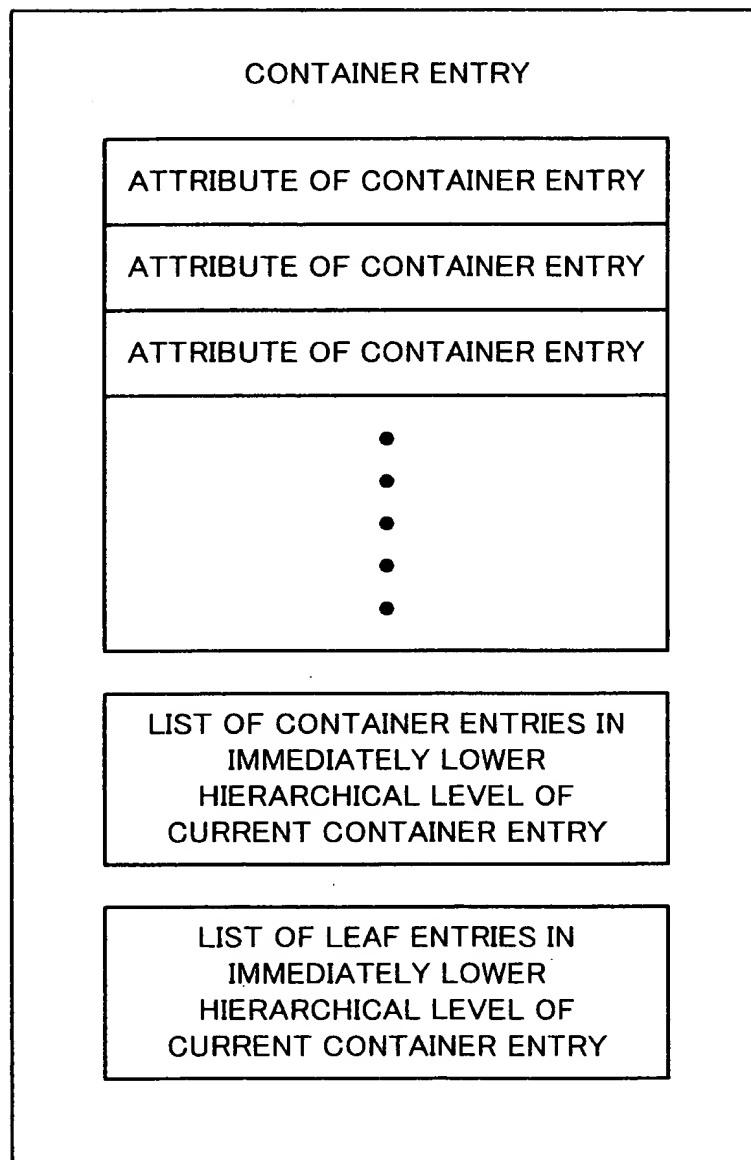 CONTAINER ENTRY
ATTRIBUTE OF CONTAINER ENTRY
ATTRIBUTE OF CONTAINER ENTRY
ATTRIBUTE OF CONTAINER ENTRY
LIST OF CONTAINER ENTRIES IN
IMMEDIATELY LOWER
HIERARCHICAL LEVEL OF
CURRENT CONTAINER ENTRY
LIST OF LEAF ENTRIES IN
IMMEDIATELY LOWER
HIERARCHICAL LEVEL OF
CURRENT CONTAINER ENTRY